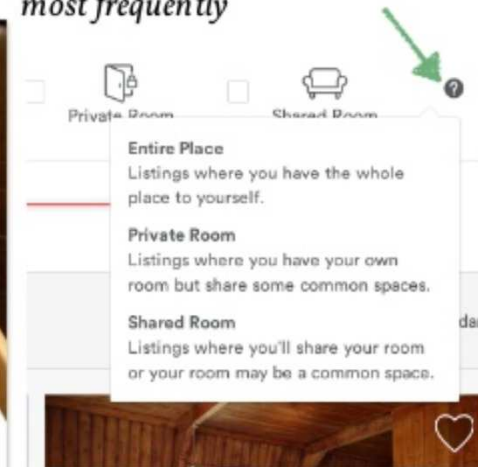 most frequently
Private Room
Shared Room
?
Entire Place
Listings where you have the whole
place to yourself.
Private Room
Listings where you have your own
room but share some common spaces.
Shared Room
Listings where you'll share your room
or your room may be a common space.